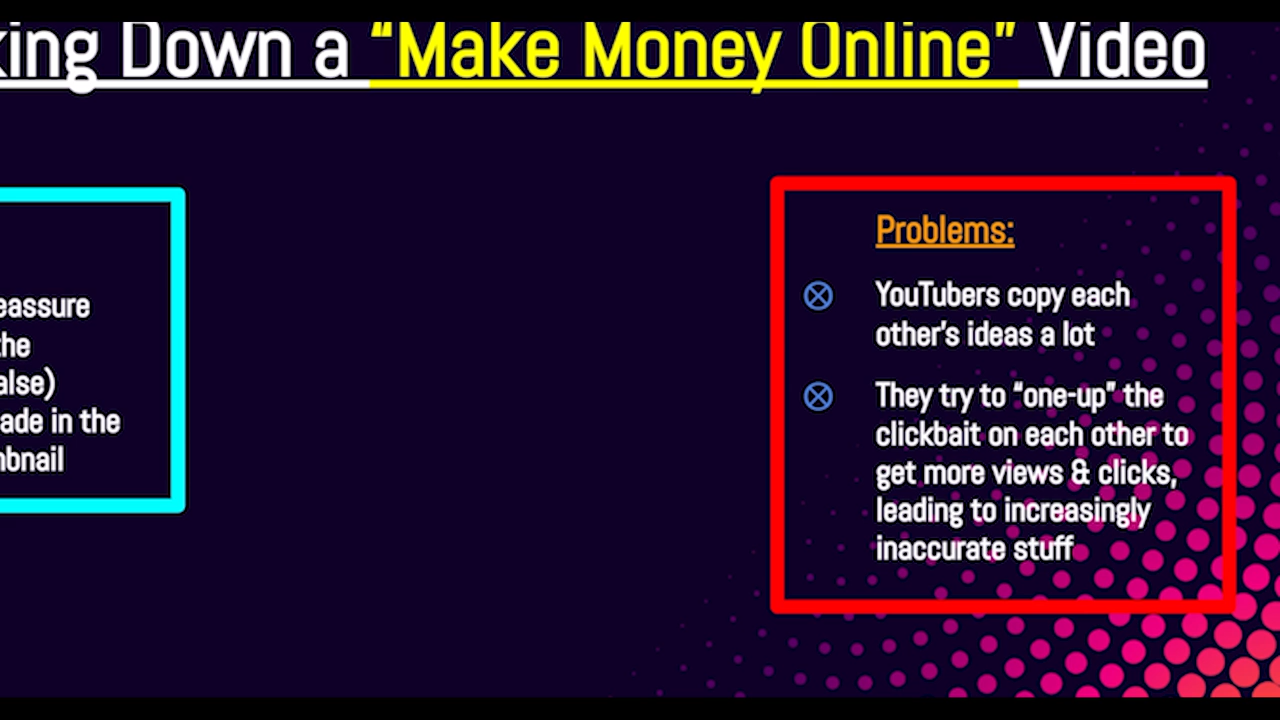 king Down a “Make Money Online” Video
eassure
the
alse)
ade in the
mbnail
Problems:
YouTubers copy each
other’s ideas a lot
They try to “one-up” the
clickbait on each other to
get more views & clicks,
leading to increasingly
inaccurate stuff